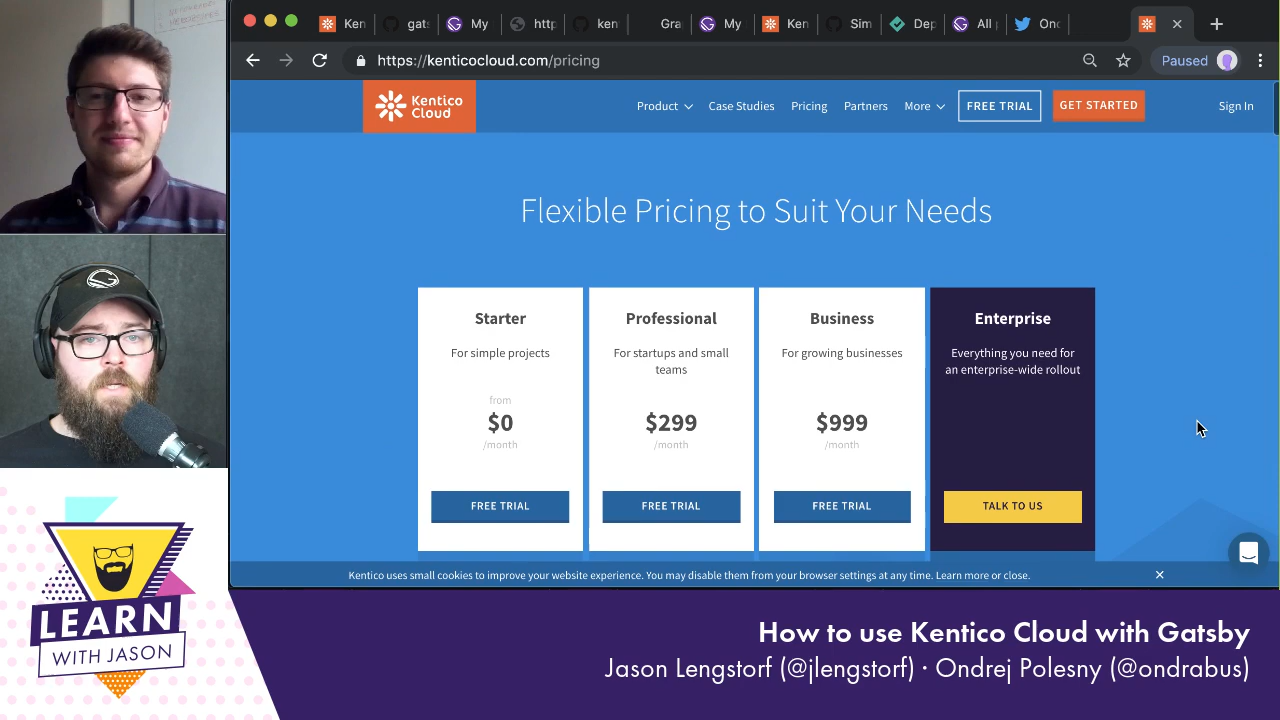 Ken
gat
My
http
ken
Gra
My
Ken
Sim
Dep
All
Ond
https://kenticocloud.com/pricing
Paused
Kentico
Cloud
Product
Case Studies
Pricing
Partners
More
FREE TRIAL
GET STARTED
Sign In
Flexible Pricing to Suit Your Needs
Starter
For simple projects
from
$0
/month
FREE TRIAL
Professional
For startups and small
teams
$299
/month
FREE TRIAL
Business
For growing businesses
$999
/month
FREE TRIAL
Enterprise
Everything you need for
an enterprise-wide rollout
TALK TO US
Kentico uses small cookies to improve your website experience. You may disable them from your browser settings at any time. Learn more or close.
LEARN
WITH JASON
How to use Kentico Cloud with Gatsby
Jason Lengstorf (@jlengstorf) · Ondrej Polesny (@ondrabus)